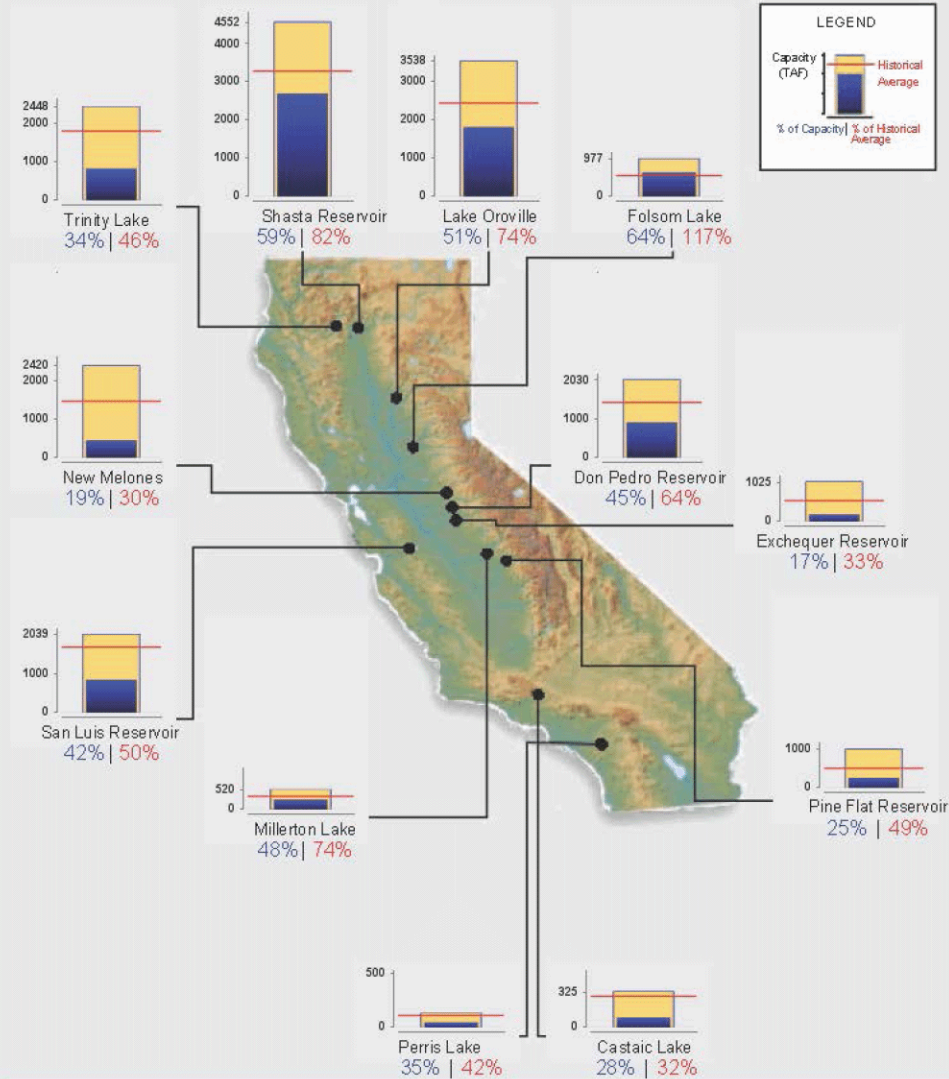 LEGEND
Capacity
(TAF)
Historical
Average
% of Capacity | % of Historical
Average
2448
2000
1000
0
Trinity Lake
34% | 46%
4552
4000
3000
2000
1000
0
Shasta Reservoir
59% | 82%
3538
3000
2000
1000
0
Lake Oroville
51% | 74%
977
0
Folsom Lake
64% | 117%
2420
2000
1000
0
New Melones
19% | 30%
2030
1000
0
Don Pedro Reservoir
45% | 64%
1025
0
Exchequer Reservoir
17% | 33%
2039
1000
0
San Luis Reservoir
42% | 50%
520
0
Millerton Lake
48% | 74%
1000
0
Pine Flat Reservoir
25% | 49%
500
0
Perris Lake
35% | 42%
325
0
Castaic Lake
28% | 32%